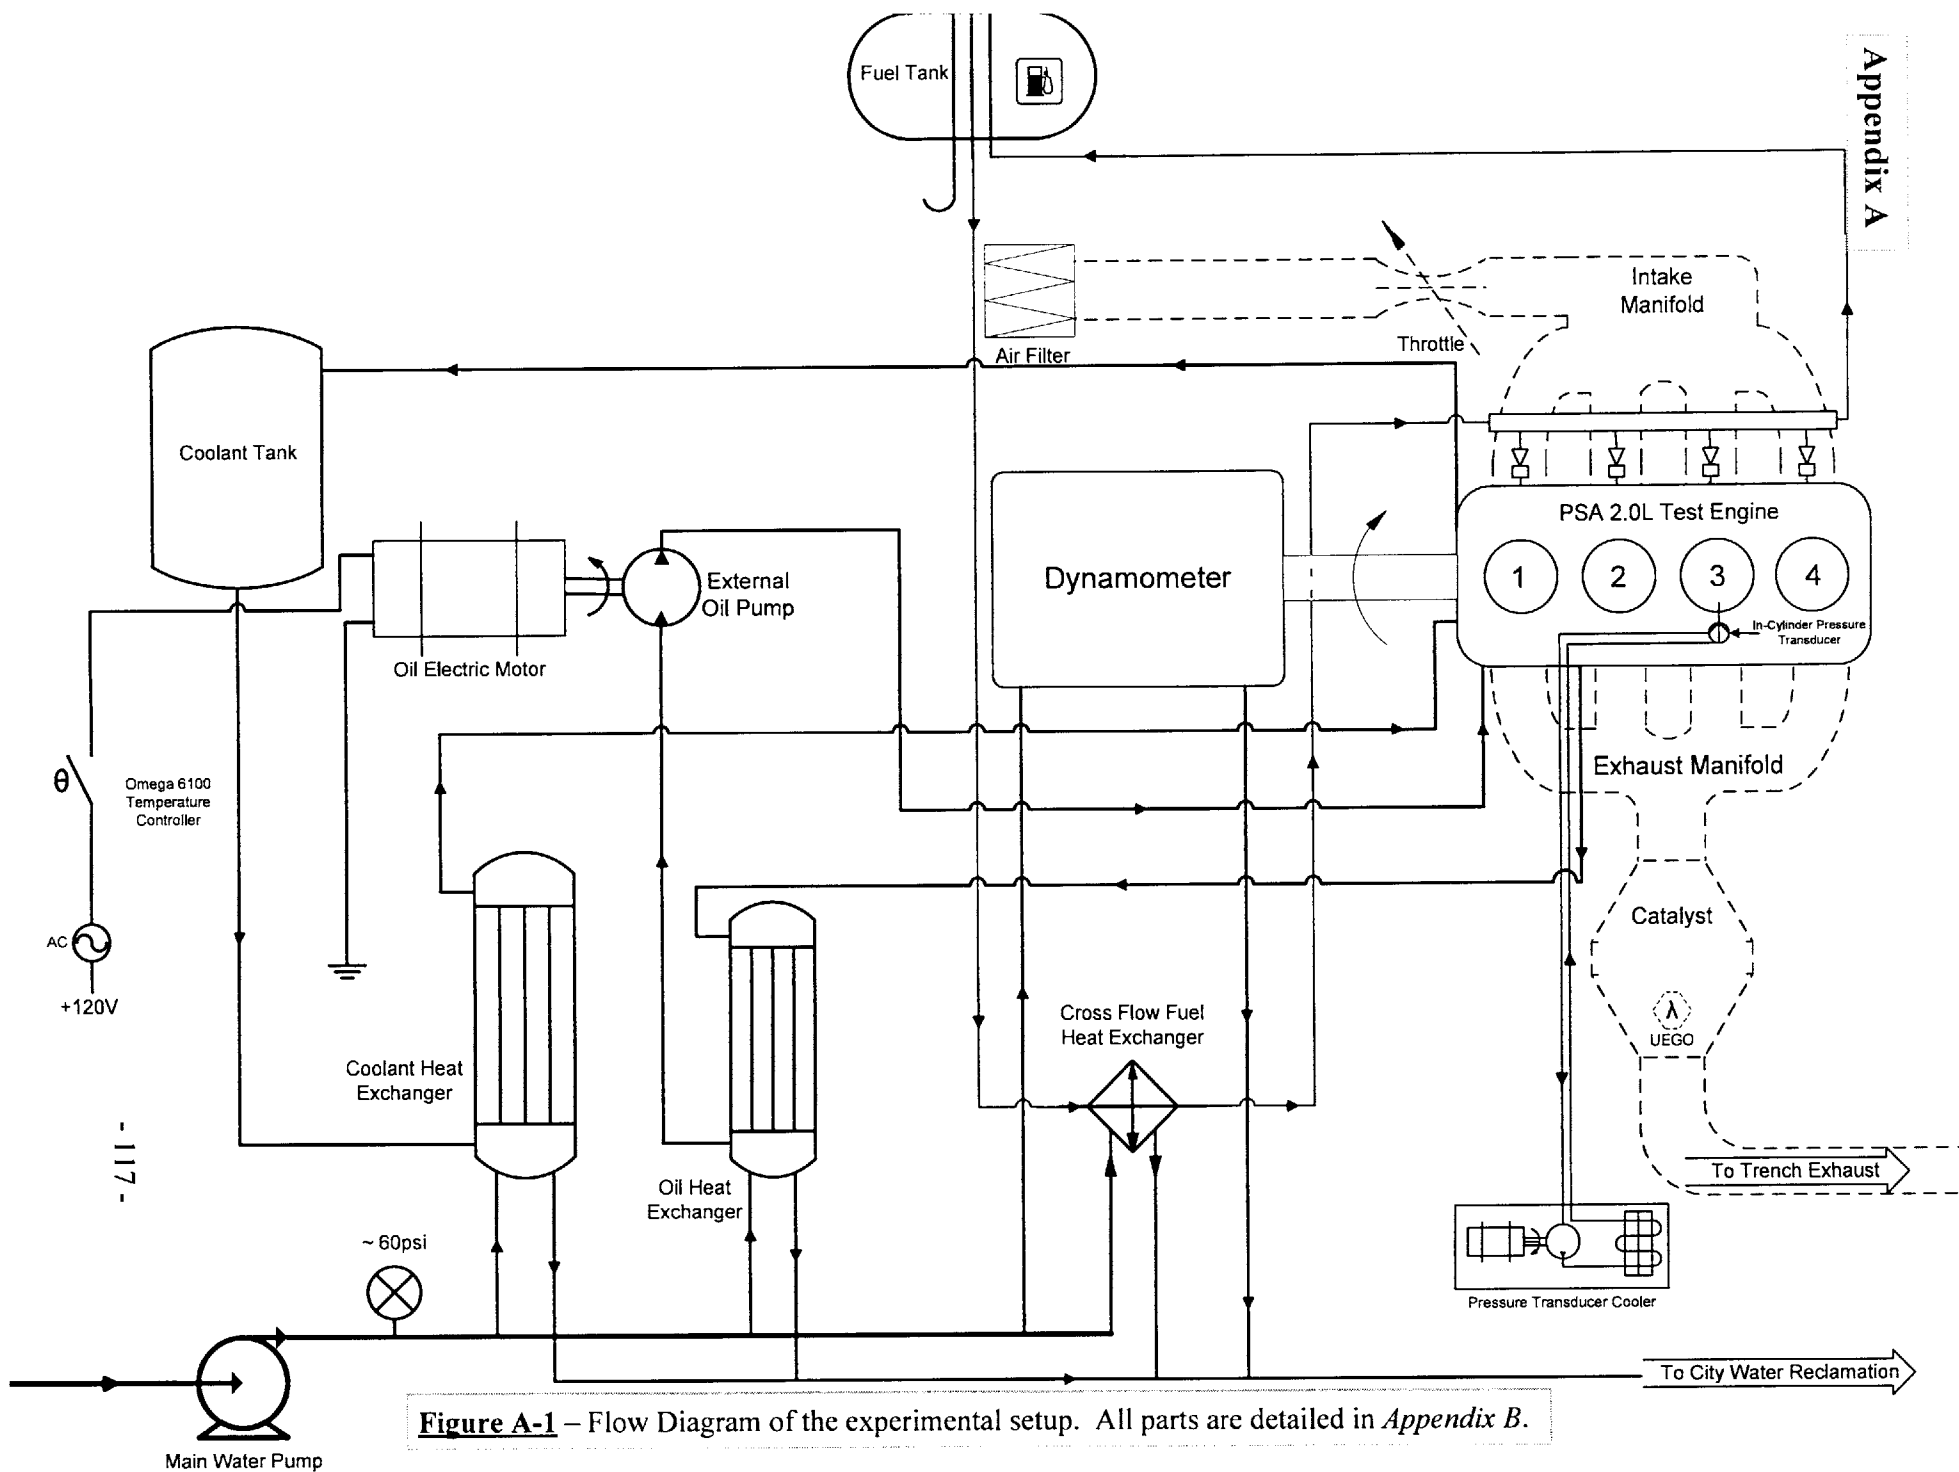 Appendix A
Fuel Tank
Intake
Manifold
Throttle
Air Filter
Coolant Tank
PSA 2.0L Test Engine
1
2
3
4
In-Cylinder Pressure
Transducer
Dynamometer
External
Oil Pump
Oil Electric Motor
θ
Omega 6100
Temperature
Controller
Exhaust Manifold
Catalyst
λ
UEGO
AC
+120V
Cross Flow Fuel
Heat Exchanger
Coolant Heat
Exchanger
Oil Heat
Exchanger
To Trench Exhaust
~ 60psi
Pressure Transducer Cooler
To City Water Reclamation
Main Water Pump
Figure A-1 – Flow Diagram of the experimental setup. All parts are detailed in Appendix B.
- 117 -